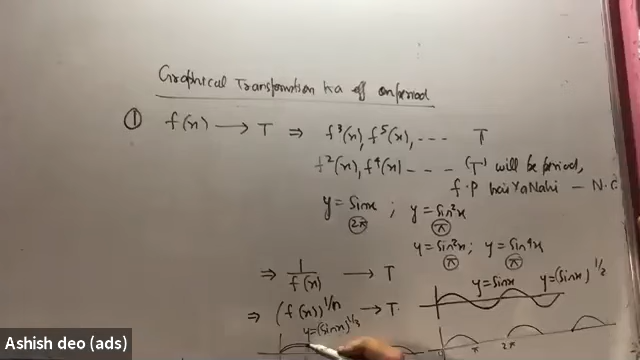 Graphical Transformation ka eff on period
① f(x) → T ⇒ f³(x), f⁵(x), --- T
f²(x), f⁴(x) --- (T) will be period,
f.P hai Ya Nahi - N.C
y = sinx ; y = sin²x
2π π
y = sin²x ; y = sin⁴x
π π
⇒ 1/f(x) → T
y = sinx y = (sinx)^1/2
⇒ (f(x))^1/n → T.
y = (sinx)^1/3
π 2π
Ashish deo (ads)